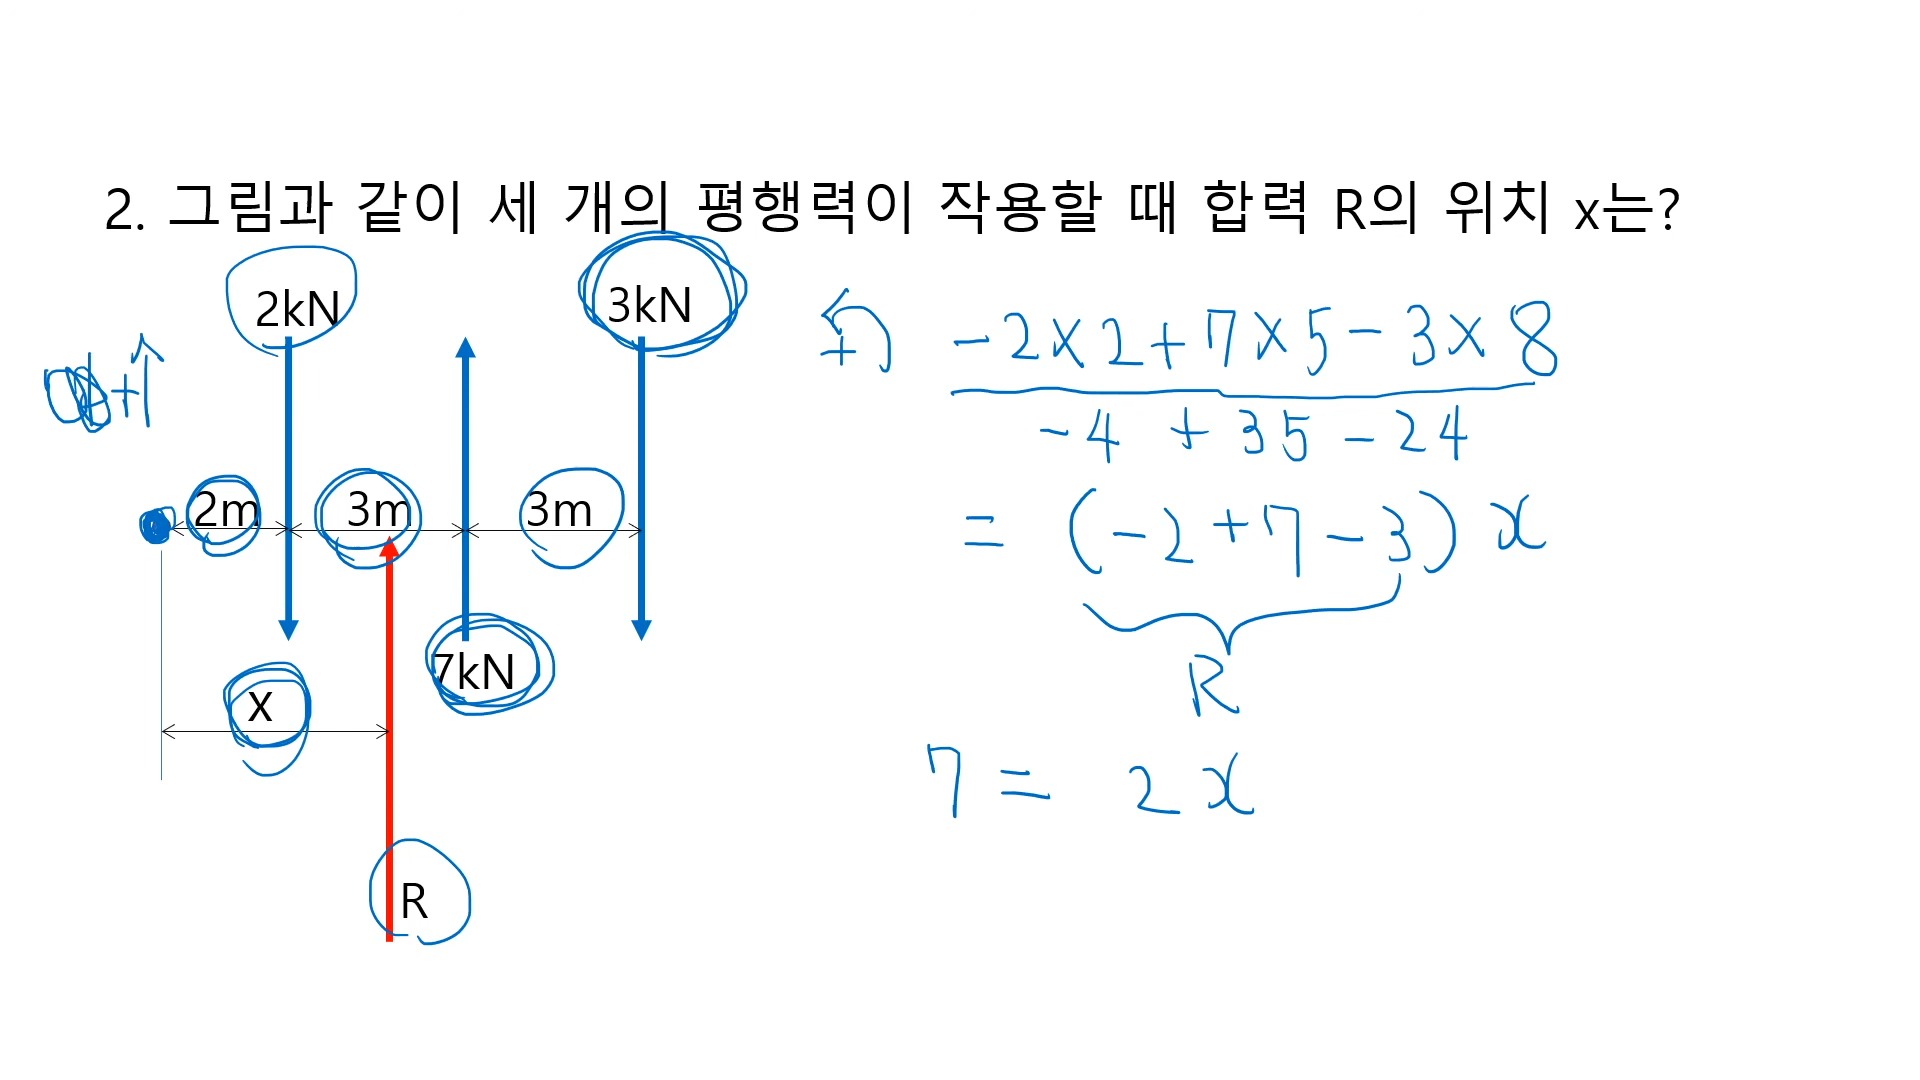 2. 그림과 같이 세 개의 평행력이 작용할 때 합력 R의 위치 x는?
2kN
3kN
+
2m
3m
3m
7kN
x
R
+
-2×2+7×5-3×8
-4 +35-24
= (-2+7-3)x
R
7= 2x